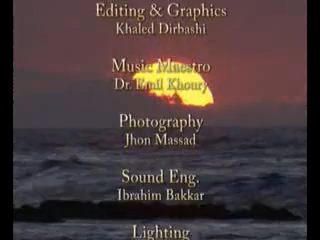 Editing & Graphics
Khaled Dirbashi
Music Maestro
Dr. Emil Khoury
Photography
Jhon Massad
Sound Eng.
Ibrahim Bakkar
Lighting